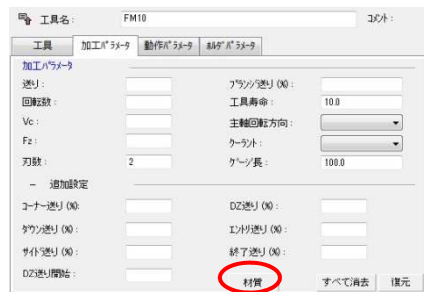 工具名: FM10 コメント:
工具 加工パラメータ 動作パラメータ ホルダパラメータ
加工パラメータ
送り: プランジ送り (%):
回転数: 工具寿命: 10.0
Vc: 主軸回転方向:
Fz: クーラント:
刃数: 2 ゲージ長: 100.0
− 追加設定
コーナー送り (%): DZ送り (%):
ダウン送り (%): エントリ送り (%):
サイド送り (%): 終了送り (%):
DZ送り開始:
材質 すべて消去 復元